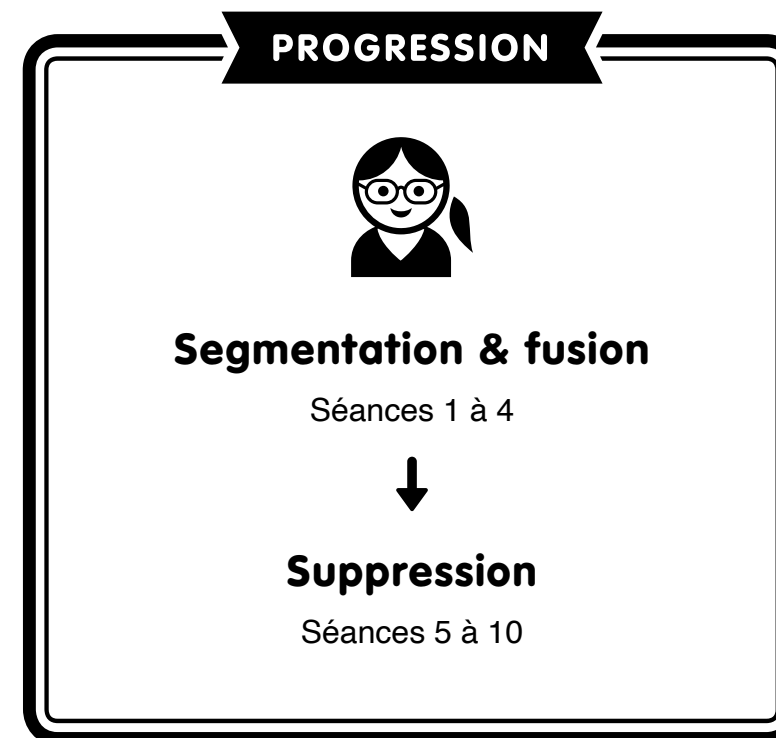 PROGRESSION
Segmentation & fusion
Séances 1 à 4
Suppression
Séances 5 à 10